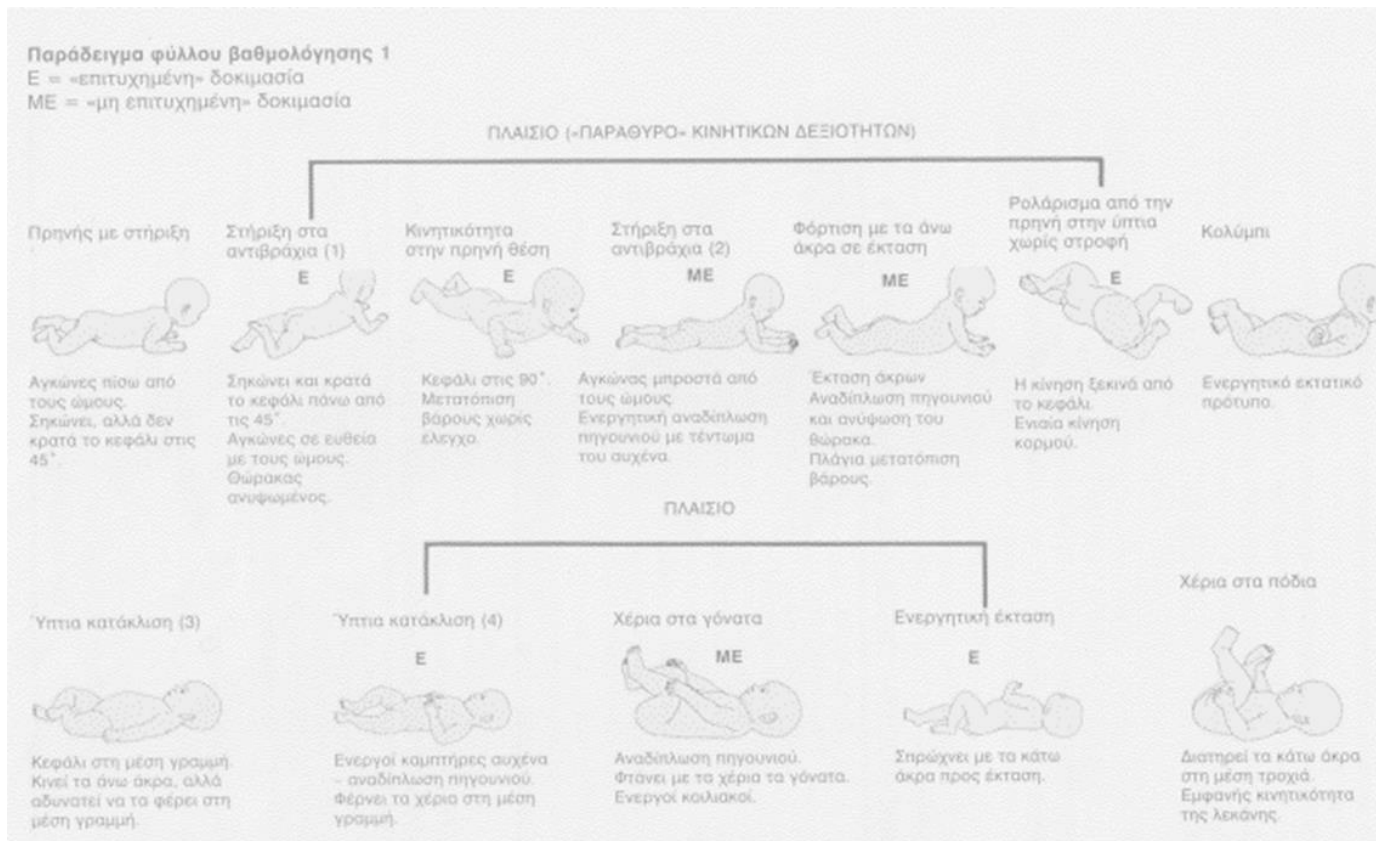 Παράδειγμα φύλλου βαθμολόγησης 1
Ε = «επιτυχημένη» δοκιμασία
ΜΕ = «μη επιτυχημένη» δοκιμασία
ΠΛΑΙΣΙΟ («ΠΑΡΑΘΥΡΟ» ΚΙΝΗΤΙΚΩΝ ΔΕΞΙΟΤΗΤΩΝ)
Πρηνής με στήριξη
Στήριξη στα
αντιβράχια (1)
Ε
Κινητικότητα
στην πρηνή θέση
Ε
Στήριξη στα
αντιβράχια (2)
ΜΕ
Φόρτιση με τα άνω
άκρα σε έκταση
ΜΕ
Ρολάρισμα από την
πρηνή στην ύπτια
χωρίς στροφή
Ε
Κολύμπι
Αγκώνες πίσω από
τους ώμους.
Σηκώνει, αλλά δεν
κρατά το κεφάλι στις
45°.
Σηκώνει και κρατά
το κεφάλι πάνω από
τις 45°.
Αγκώνες σε ευθεία
με τους ώμους.
Θώρακας
ανυψωμένος.
Κεφάλι στις 90°.
Μετατόπιση
βάρους χωρίς
έλεγχο.
Αγκώνας μπροστά από
τους ώμους.
Ενεργητική αναδίπλωση
πηγουνιού με τέντωμα
του αυχένα.
Έκταση άκρων
Αναδίπλωση πηγουνιού
και ανύψωση του
θώρακα.
Πλάγια μετατόπιση
βάρους.
Η κίνηση ξεκινά από
το κεφάλι.
Ενιαία κίνηση
κορμού.
Ενεργητικό εκτατικό
πρότυπο.
ΠΛΑΙΣΙΟ
Ύπτια κατάκλιση (3)
Ύπτια κατάκλιση (4)
Ε
Χέρια στα γόνατα
ΜΕ
Ενεργητική έκταση
Ε
Χέρια στα πόδια
Κεφάλι στη μέση γραμμή.
Κινεί τα άνω άκρα, αλλά
αδυνατεί να τα φέρει στη
μέση γραμμή.
Ενεργοί καμπτήρες αυχένα
– αναδίπλωση πηγουνιού.
Φέρνει τα χέρια στη μέση
γραμμή.
Αναδίπλωση πηγουνιού.
Φτάνει με τα χέρια τα γόνατα.
Ενεργοί κοιλιακοί.
Σπρώχνει με τα κάτω
άκρα προς έκταση.
Διατηρεί τα κάτω άκρα
στη μέση τροχιά.
Εμφανής κινητικότητα
της λεκάνης.